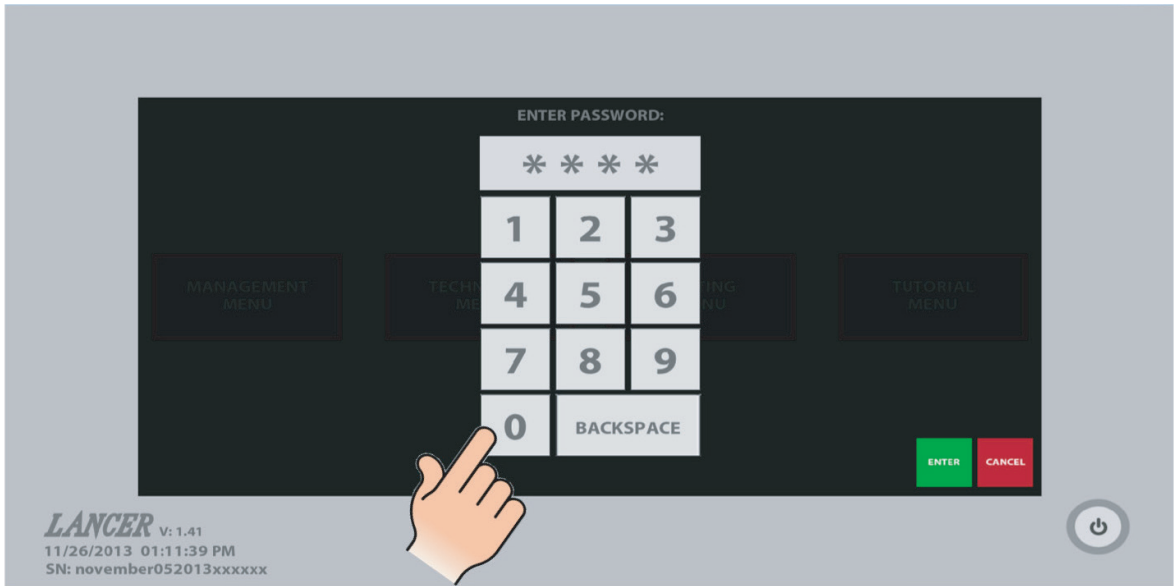 ENTER PASSWORD:
* * * *
1 2 3
MANAGEMENT
MENU
4 5 6
TUTORIAL
MENU
7 8 9
0 BACKSPACE
ENTER CANCEL
LANCER V: 1.41
11/26/2013 01:11:39 PM
SN: november052013xxxxxx